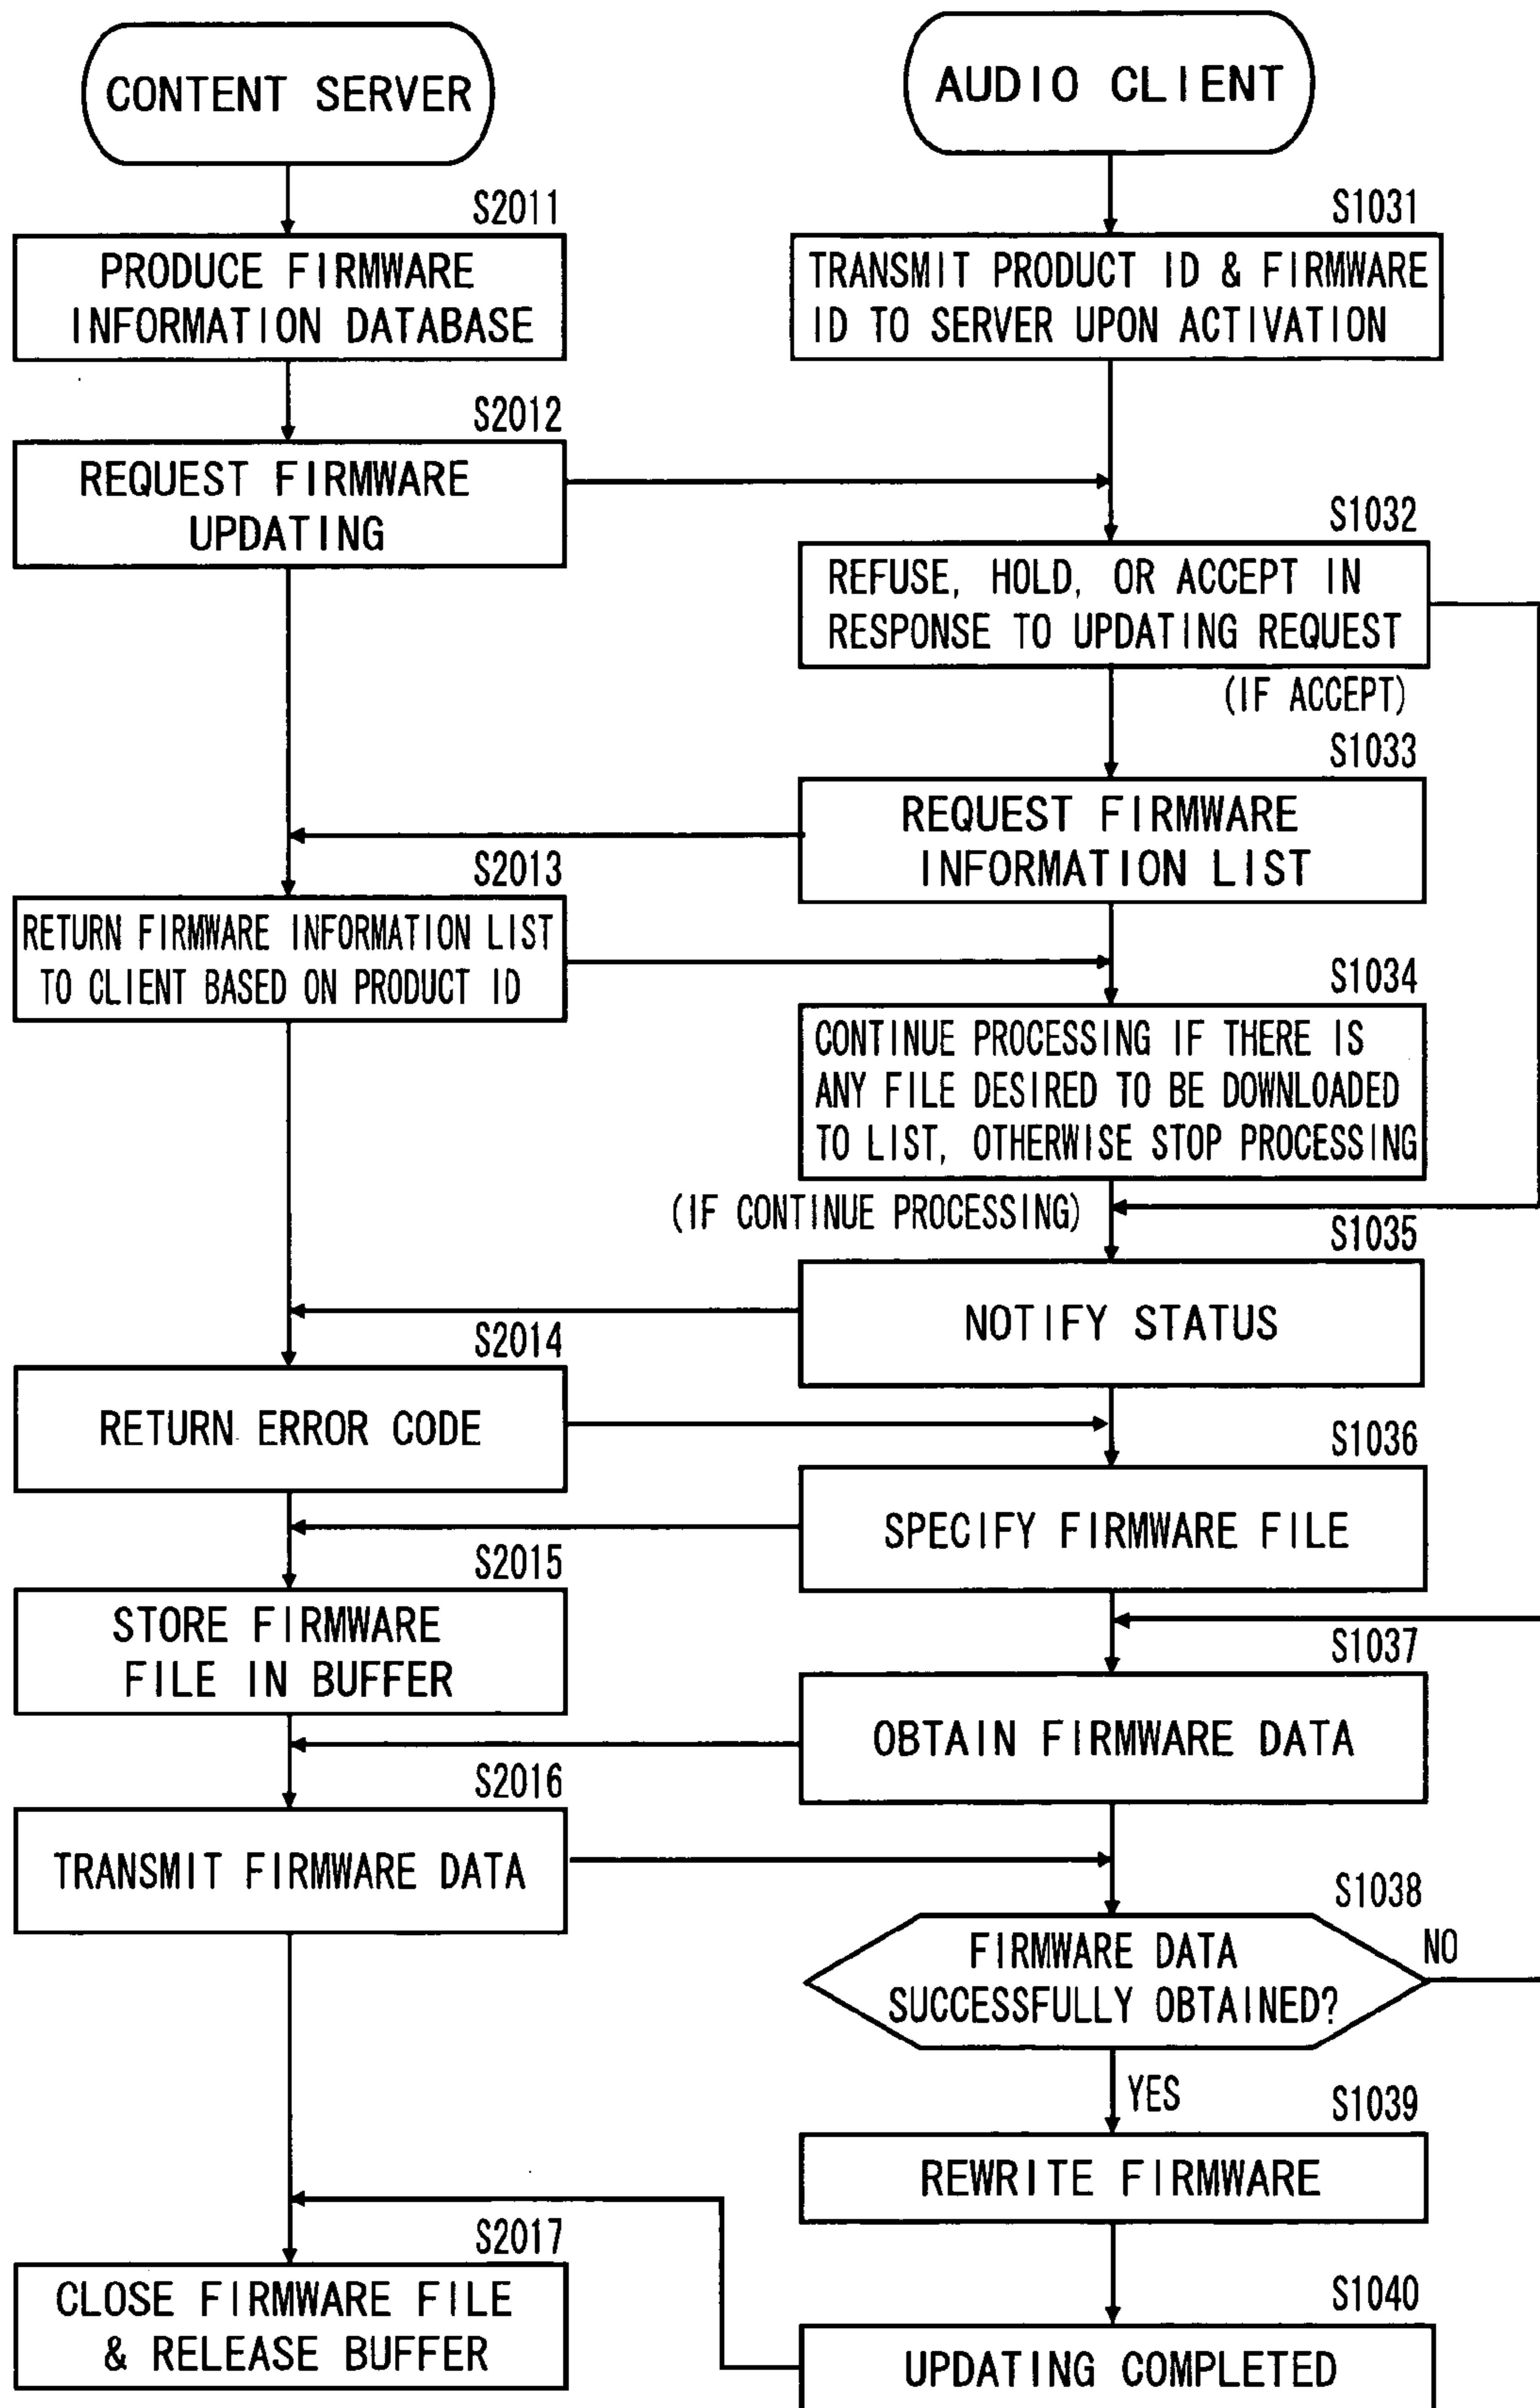 CONTENT SERVER
AUDIO CLIENT
S2011
PRODUCE FIRMWARE
INFORMATION DATABASE
S1031
TRANSMIT PRODUCT ID & FIRMWARE
ID TO SERVER UPON ACTIVATION
S2012
REQUEST FIRMWARE
UPDATING
S1032
REFUSE, HOLD, OR ACCEPT IN
RESPONSE TO UPDATING REQUEST
(IF ACCEPT)
S1033
REQUEST FIRMWARE
INFORMATION LIST
S2013
RETURN FIRMWARE INFORMATION LIST
TO CLIENT BASED ON PRODUCT ID
S1034
CONTINUE PROCESSING IF THERE IS
ANY FILE DESIRED TO BE DOWNLOADED
TO LIST, OTHERWISE STOP PROCESSING
(IF CONTINUE PROCESSING)
S1035
NOTIFY STATUS
S2014
RETURN ERROR CODE
S1036
SPECIFY FIRMWARE FILE
S2015
STORE FIRMWARE
FILE IN BUFFER
S1037
OBTAIN FIRMWARE DATA
S2016
TRANSMIT FIRMWARE DATA
S1038
FIRMWARE DATA
SUCCESSFULLY OBTAINED?
NO
YES
S1039
REWRITE FIRMWARE
S2017
CLOSE FIRMWARE FILE
& RELEASE BUFFER
S1040
UPDATING COMPLETED